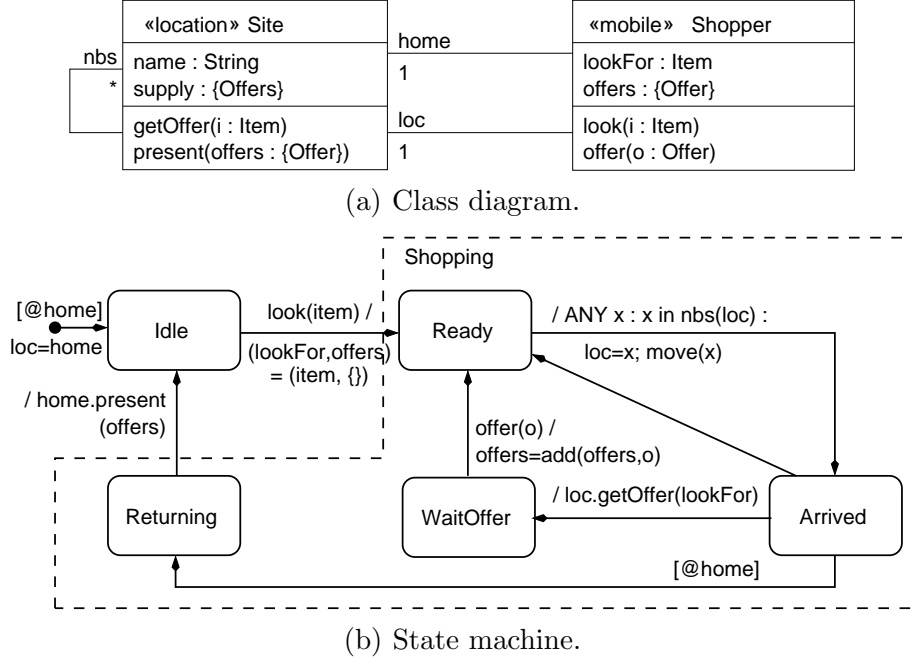 «location» Site
«mobile» Shopper
nbs
*
name : String
supply : {Offers}
home
1
lookFor : Item
offers : {Offer}
getOffer(i : Item)
present(offers : {Offer})
loc
1
look(i : Item)
offer(o : Offer)
(a) Class diagram.
Shopping
[@home]
loc=home
Idle
look(item) /
(lookFor,offers)
= (item, {})
Ready
/ ANY x : x in nbs(loc) :
loc=x; move(x)
/ home.present
(offers)
offer(o) /
offers=add(offers,o)
Returning
WaitOffer
/ loc.getOffer(lookFor)
Arrived
[@home]
(b) State machine.